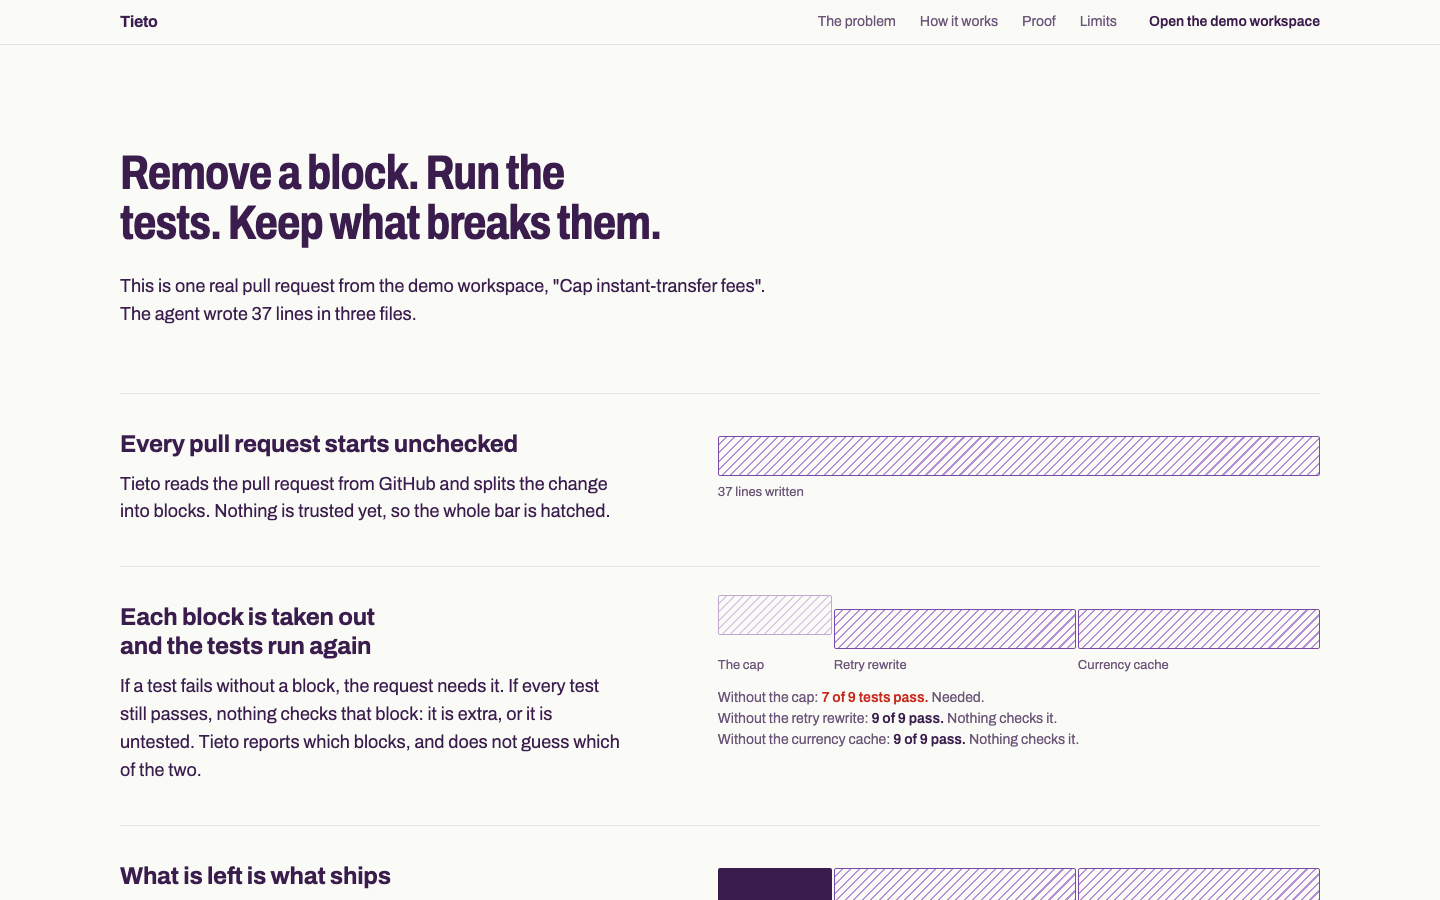 Tieto
The problem
How it works
Proof
Limits
Open the demo workspace
Remove a block. Run the
tests. Keep what breaks them.
This is one real pull request from the demo workspace, "Cap instant-transfer fees".
The agent wrote 37 lines in three files.
Every pull request starts unchecked
Tieto reads the pull request from GitHub and splits the change
into blocks. Nothing is trusted yet, so the whole bar is hatched.
37 lines written
Each block is taken out
and the tests run again
If a test fails without a block, the request needs it. If every test
still passes, nothing checks that block: it is extra, or it is
untested. Tieto reports which blocks, and does not guess which
of the two.
The cap
Retry rewrite
Currency cache
Without the cap: 7 of 9 tests pass. Needed.
Without the retry rewrite: 9 of 9 pass. Nothing checks it.
Without the currency cache: 9 of 9 pass. Nothing checks it.
What is left is what ships